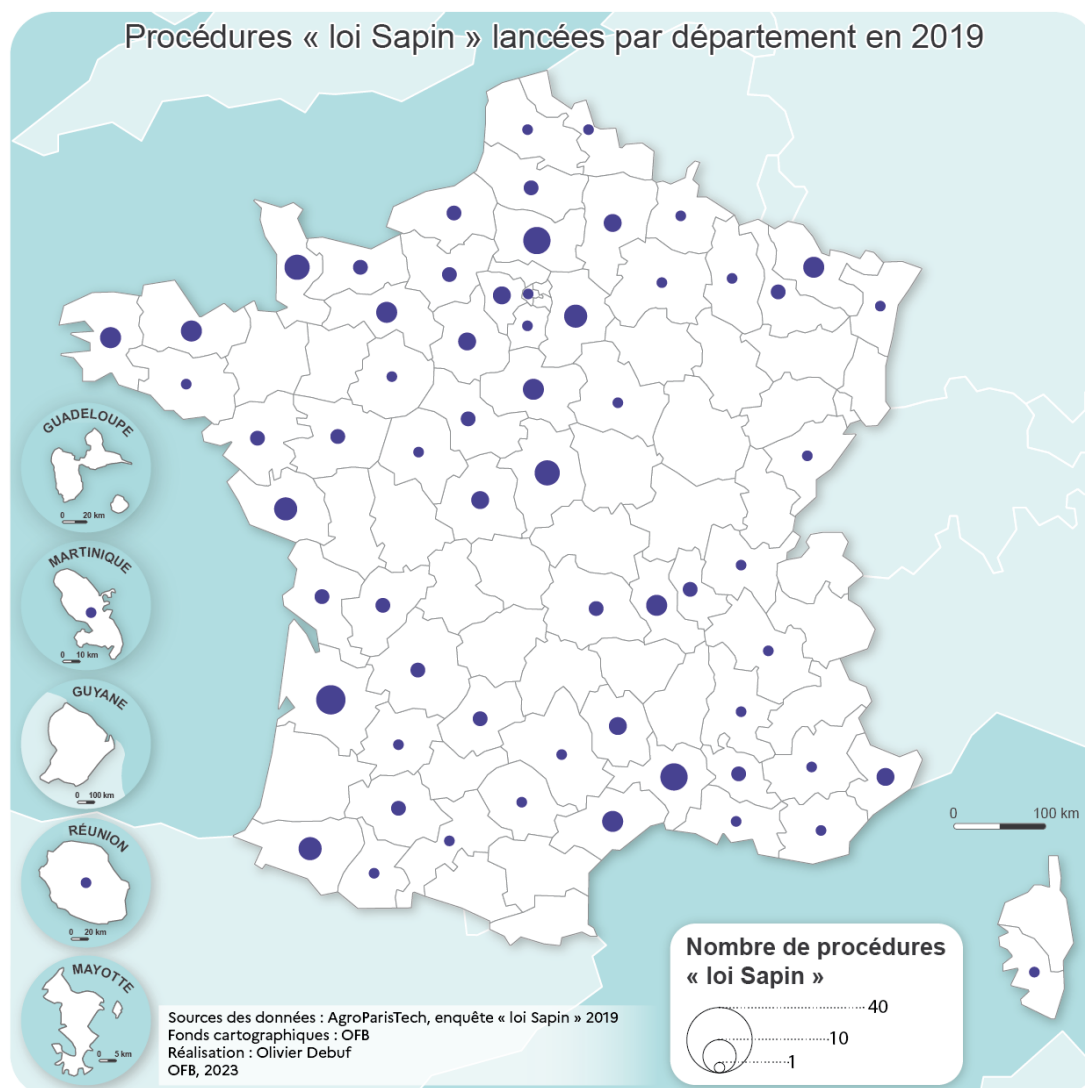 Procédures « loi Sapin » lancées par département en 2019
GUADELOUPE
0 20 km
MARTINIQUE
0 10 km
GUYANE
0 100 km
RÉUNION
0 20 km
MAYOTTE
0 5 km
0 100 km
Sources des données : AgroParisTech, enquête « loi Sapin » 2019
Fonds cartographiques : OFB
Réalisation : Olivier Debuf
OFB, 2023
Nombre de procédures
« loi Sapin »
40
10
1